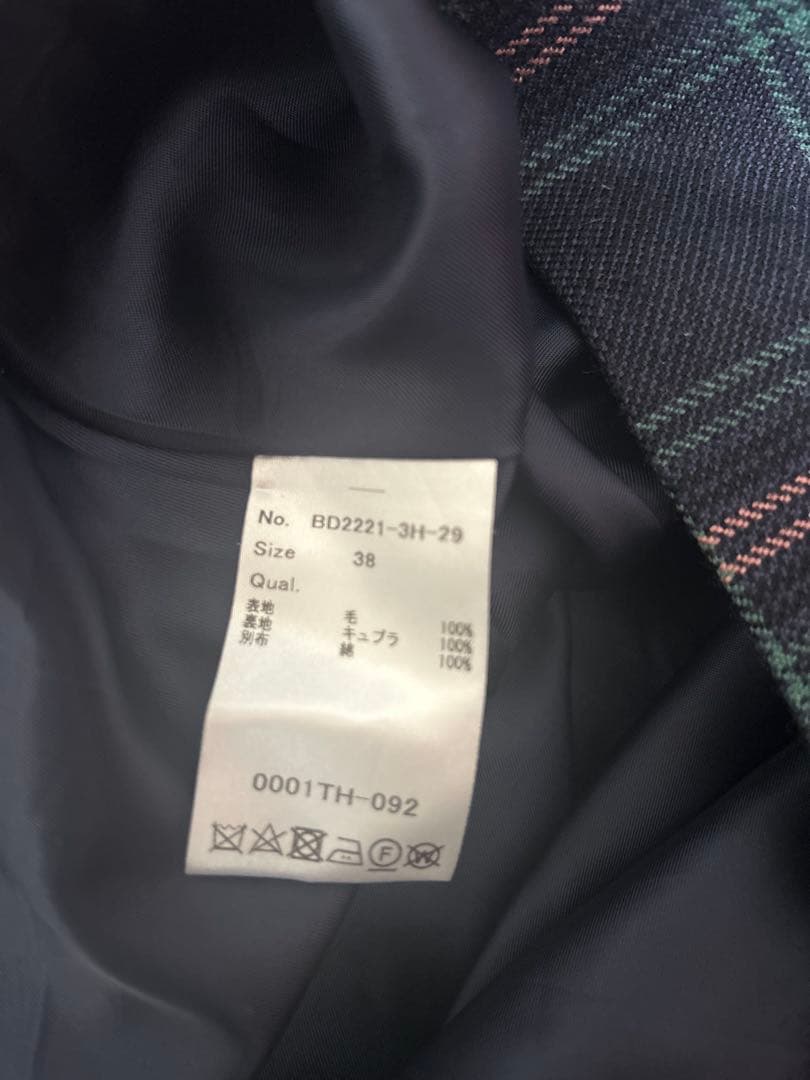 No. BD2221-3H-29
Size 38
Qual.
表地 毛 100%
裏地 キュプラ 100%
別布 綿 100%
0001TH-092
F W